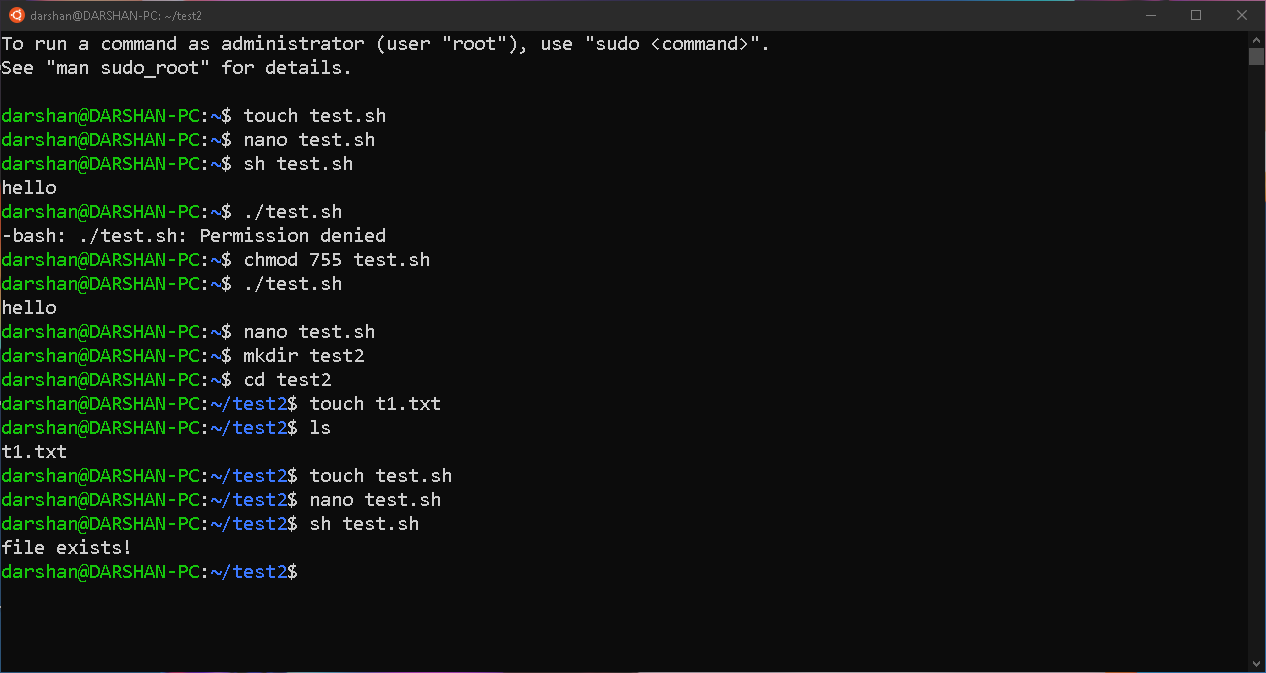 darshan@DARSHAN-PC: ~/test2
To run a command as administrator (user "root"), use "sudo <command>".
See "man sudo_root" for details.
darshan@DARSHAN-PC:~$ touch test.sh
darshan@DARSHAN-PC:~$ nano test.sh
darshan@DARSHAN-PC:~$ sh test.sh
hello
darshan@DARSHAN-PC:~$ ./test.sh
-bash: ./test.sh: Permission denied
darshan@DARSHAN-PC:~$ chmod 755 test.sh
darshan@DARSHAN-PC:~$ ./test.sh
hello
darshan@DARSHAN-PC:~$ nano test.sh
darshan@DARSHAN-PC:~$ mkdir test2
darshan@DARSHAN-PC:~$ cd test2
darshan@DARSHAN-PC:~/test2$ touch t1.txt
darshan@DARSHAN-PC:~/test2$ ls
t1.txt
darshan@DARSHAN-PC:~/test2$ touch test.sh
darshan@DARSHAN-PC:~/test2$ nano test.sh
darshan@DARSHAN-PC:~/test2$ sh test.sh
file exists!
darshan@DARSHAN-PC:~/test2$